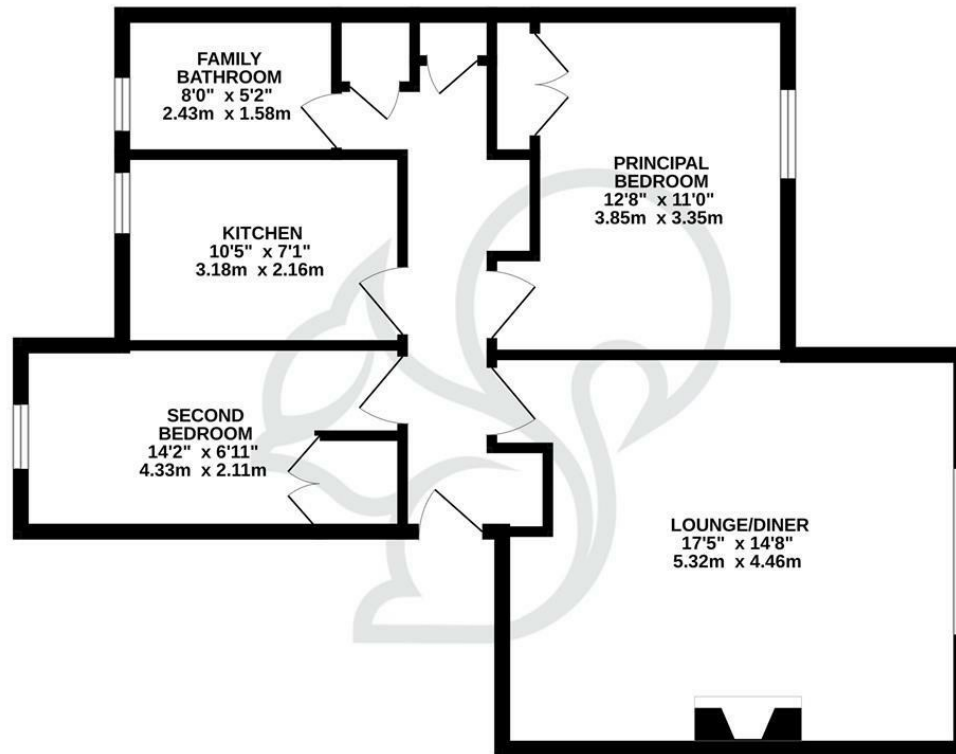 FAMILY
BATHROOM
8'0" x 5'2"
2.43m x 1.58m
PRINCIPAL
BEDROOM
12'8" x 11'0"
3.85m x 3.35m
KITCHEN
10'5" x 7'1"
3.18m x 2.16m
SECOND
BEDROOM
14'2" x 6'11"
4.33m x 2.11m
LOUNGE/DINER
17'5" x 14'8"
5.32m x 4.46m